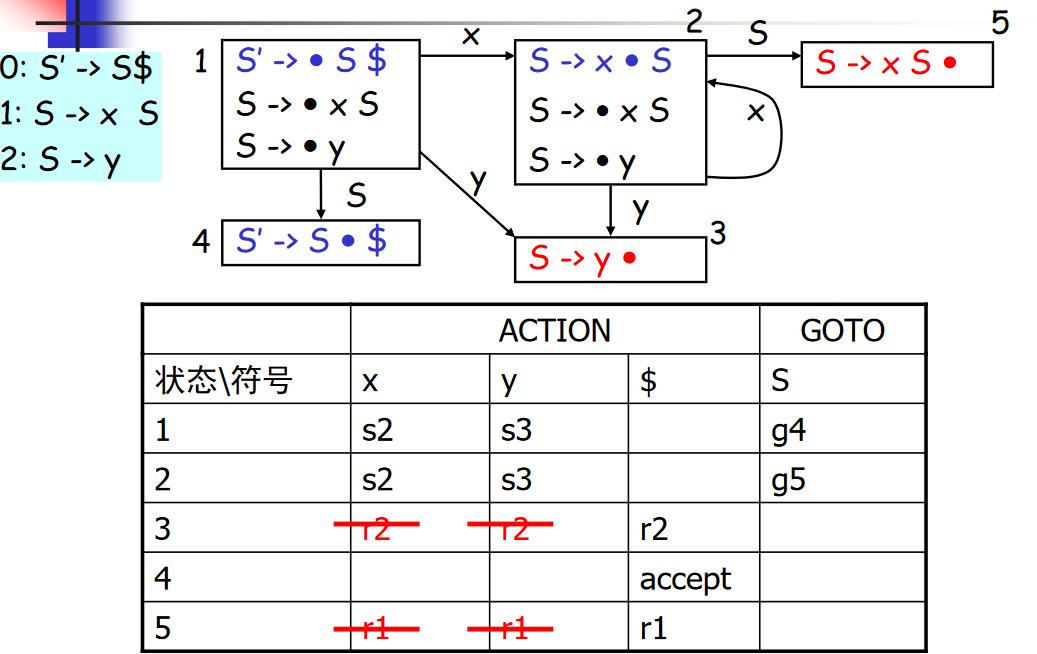 0: S' -> S$
1: S -> x S
2: S -> y
1
S' -> • S $
S -> • x S
S -> • y
x
2
S -> x • S
S -> • x S
S -> • y
S
5
S -> x S •
x
S
y
y
4
S' -> S • $
3
S -> y •
ACTION GOTO
状态\符号 x y $ S
1 s2 s3 g4
2 s2 s3 g5
3 r2 r2 r2
4 accept
5 r1 r1 r1